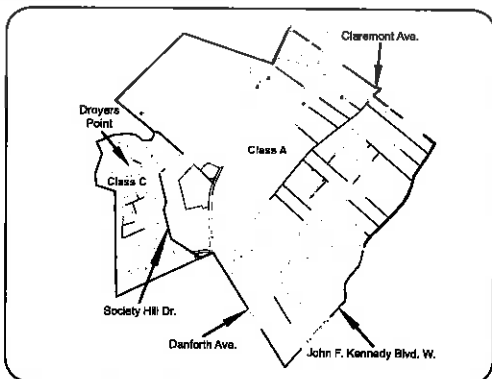 Claremont Ave.
Droyers
Point
Class A
Class C
Society Hill Dr.
Danforth Ave.
John F. Kennedy Blvd. W.